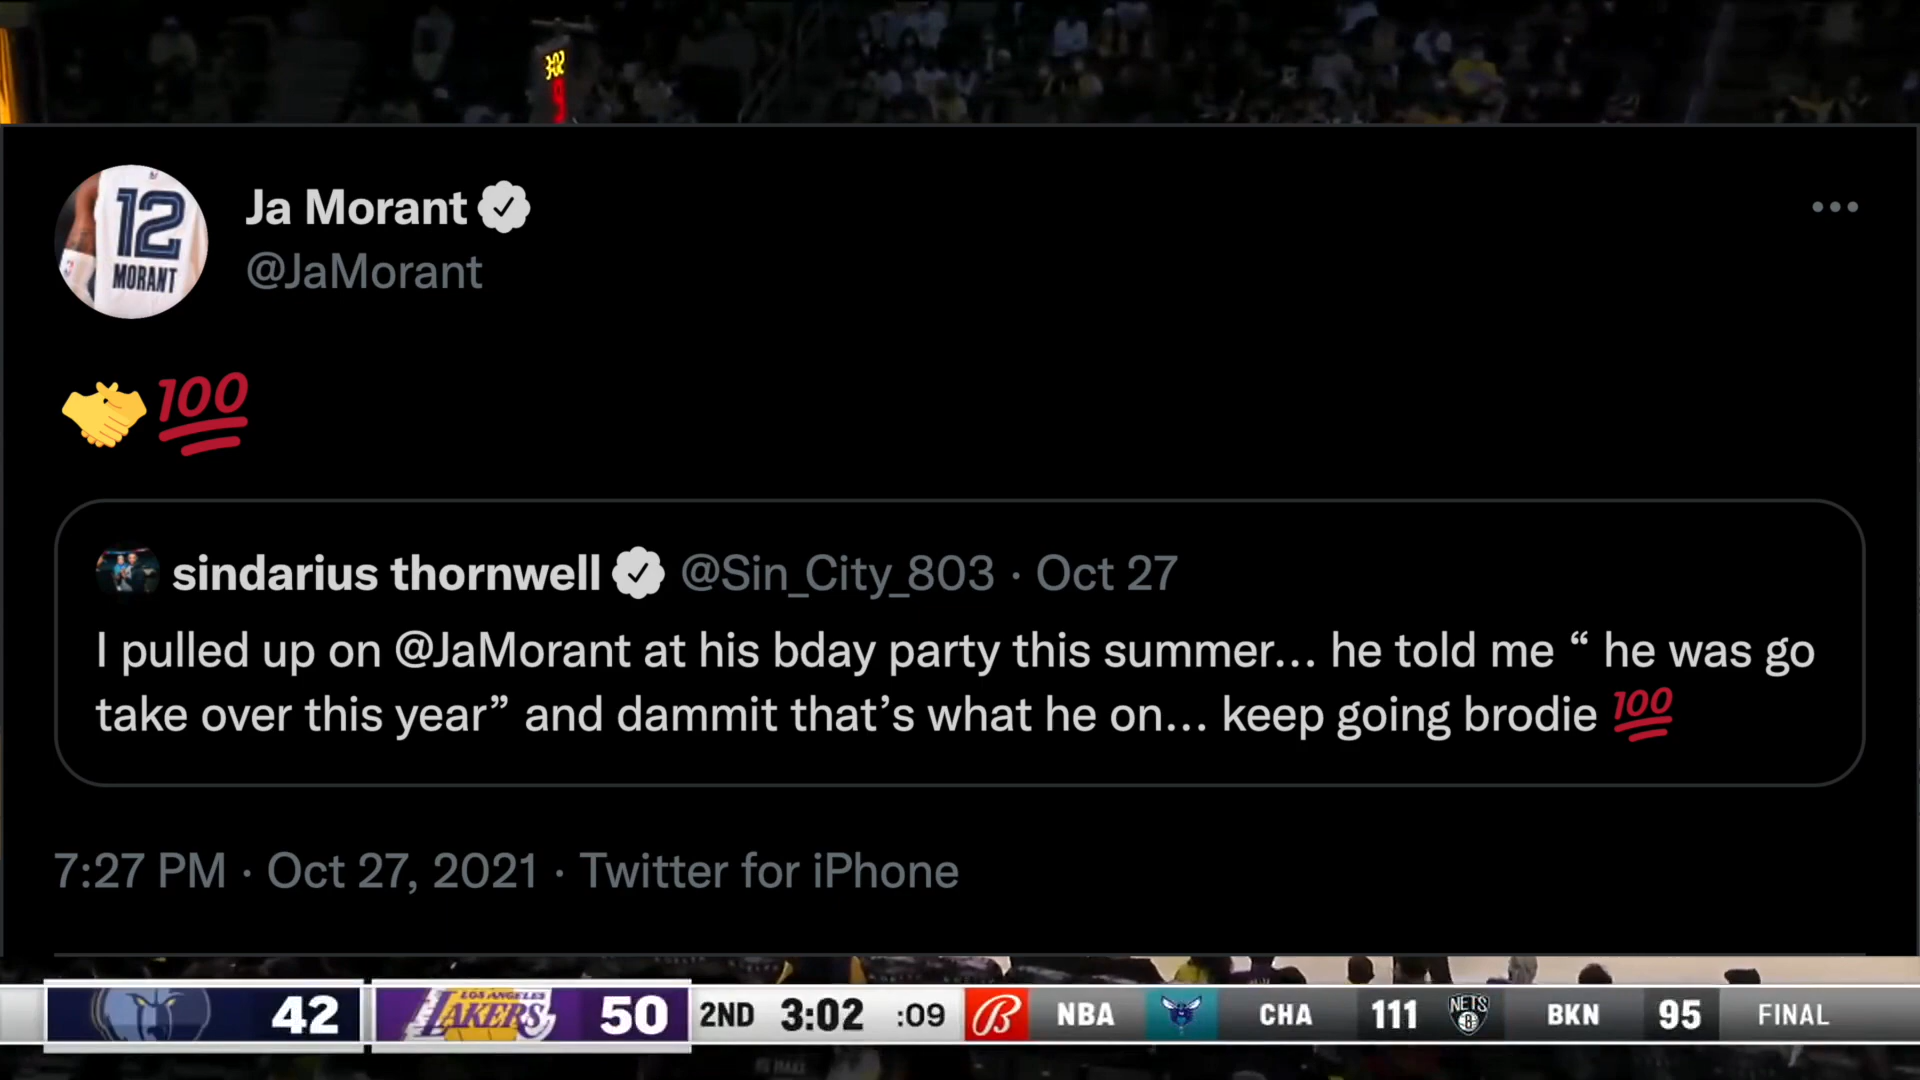 12
MORANT
Ja Morant
@JaMorant
🤝💯
sindarius thornwell @Sin_City_803 · Oct 27
I pulled up on @JaMorant at his bday party this summer... he told me “ he was go
take over this year” and dammit that’s what he on... keep going brodie 💯
7:27 PM · Oct 27, 2021 · Twitter for iPhone
42 LOS ANGELES LAKERS 50 2ND 3:02 :09 B NBA CHA 111 NETS B BKN 95 FINAL